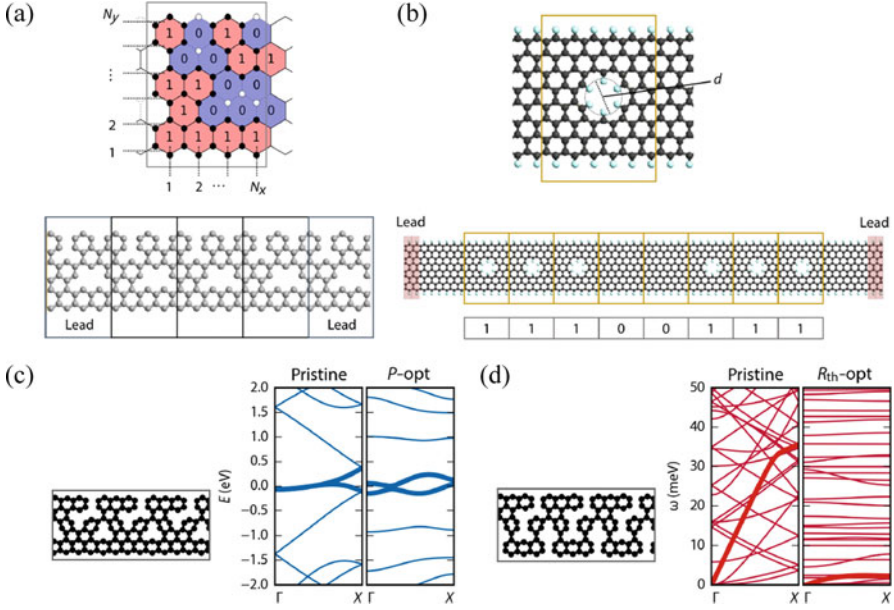 (a)
N_y
⋮
2
1
1 0 1 0
0 0 1 1
1 1 0 0
1 0 0 0
1 1 1 1
1 2 ⋯ N_x
Lead Lead
(b)
d
Lead Lead
1 1 1 0 0 1 1 1
(c)
Pristine P-opt
E (eV)
2.0
1.5
1.0
0.5
0.0
−0.5
−1.0
−1.5
−2.0
Γ X Γ X
(d)
Pristine R_th-opt
ω (meV)
50
40
30
20
10
0
Γ X Γ X